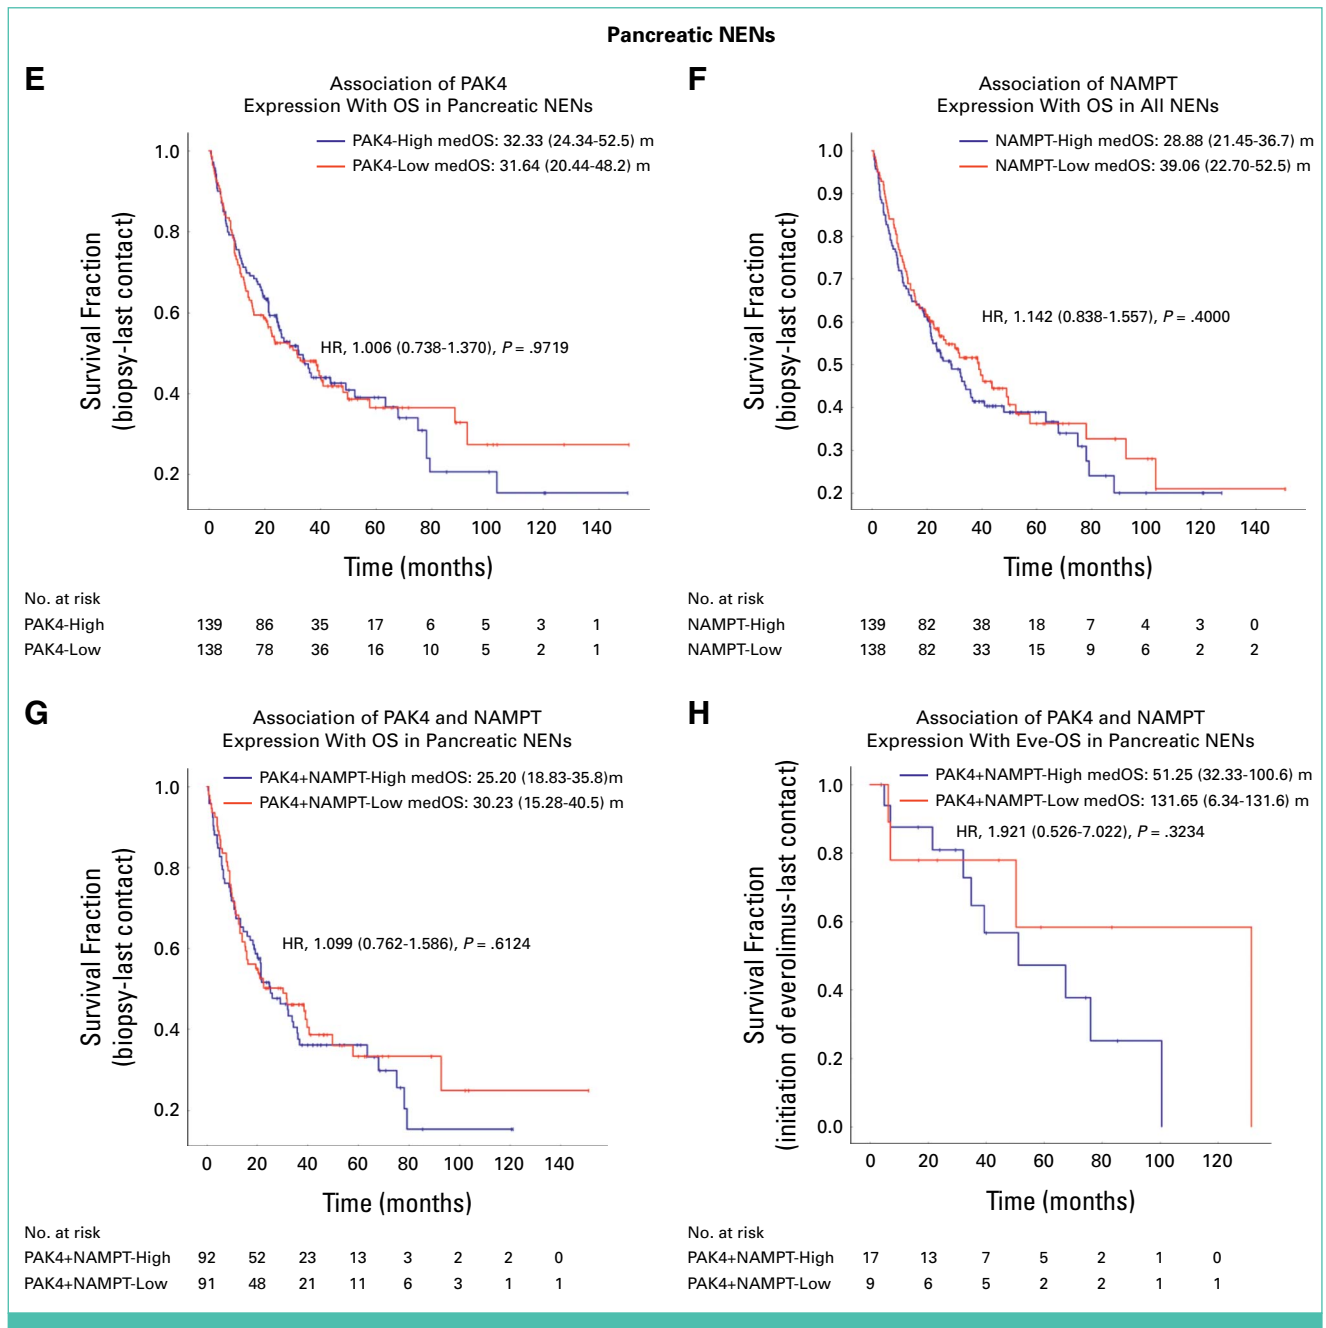 Pancreatic NENs
E
Association of PAK4
Expression With OS in Pancreatic NENs
PAK4-High medOS: 32.33 (24.34-52.5) m
PAK4-Low medOS: 31.64 (20.44-48.2) m
HR, 1.006 (0.738-1.370), P = .9719
Survival Fraction
(biopsy-last contact)
1.0
0.8
0.6
0.4
0.2
0 20 40 60 80 100 120 140
Time (months)
No. at risk
PAK4-High 139 86 35 17 6 5 3 1
PAK4-Low 138 78 36 16 10 5 2 1
F
Association of NAMPT
Expression With OS in All NENs
NAMPT-High medOS: 28.88 (21.45-36.7) m
NAMPT-Low medOS: 39.06 (22.70-52.5) m
HR, 1.142 (0.838-1.557), P = .4000
Survival Fraction
(biopsy-last contact)
1.0
0.9
0.8
0.7
0.6
0.5
0.4
0.3
0.2
0 20 40 60 80 100 120 140
Time (months)
No. at risk
NAMPT-High 139 82 38 18 7 4 3 0
NAMPT-Low 138 82 33 15 9 6 2 2
G
Association of PAK4 and NAMPT
Expression With OS in Pancreatic NENs
PAK4+NAMPT-High medOS: 25.20 (18.83-35.8)m
PAK4+NAMPT-Low medOS: 30.23 (15.28-40.5) m
HR, 1.099 (0.762-1.586), P = .6124
Survival Fraction
(biopsy-last contact)
1.0
0.8
0.6
0.4
0.2
0 20 40 60 80 100 120 140
Time (months)
No. at risk
PAK4+NAMPT-High 92 52 23 13 3 2 2 0
PAK4+NAMPT-Low 91 48 21 11 6 3 1 1
H
Association of PAK4 and NAMPT
Expression With Eve-OS in Pancreatic NENs
PAK4+NAMPT-High medOS: 51.25 (32.33-100.6) m
PAK4+NAMPT-Low medOS: 131.65 (6.34-131.6) m
HR, 1.921 (0.526-7.022), P = .3234
Survival Fraction
(initiation of everolimus-last contact)
1.0
0.8
0.6
0.4
0.2
0.0
0 20 40 60 80 100 120
Time (months)
No. at risk
PAK4+NAMPT-High 17 13 7 5 2 1 0
PAK4+NAMPT-Low 9 6 5 2 2 1 1